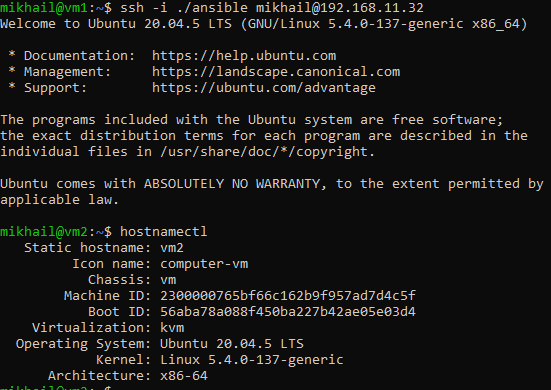 mikhail@vm1:~$ ssh -i ./ansible mikhail@192.168.11.32
Welcome to Ubuntu 20.04.5 LTS (GNU/Linux 5.4.0-137-generic x86_64)
* Documentation: https://help.ubuntu.com
* Management: https://landscape.canonical.com
* Support: https://ubuntu.com/advantage
The programs included with the Ubuntu system are free software;
the exact distribution terms for each program are described in the
individual files in /usr/share/doc/*/copyright.
Ubuntu comes with ABSOLUTELY NO WARRANTY, to the extent permitted by
applicable law.
mikhail@vm2:~$ hostnamectl
Static hostname: vm2
Icon name: computer-vm
Chassis: vm
Machine ID: 2300000765bf66c162b9f957ad7d4c5f
Boot ID: 56aba78a088f450ba227b42ae05e03d4
Virtualization: kvm
Operating System: Ubuntu 20.04.5 LTS
Kernel: Linux 5.4.0-137-generic
Architecture: x86-64
mikhail@vm2:~$